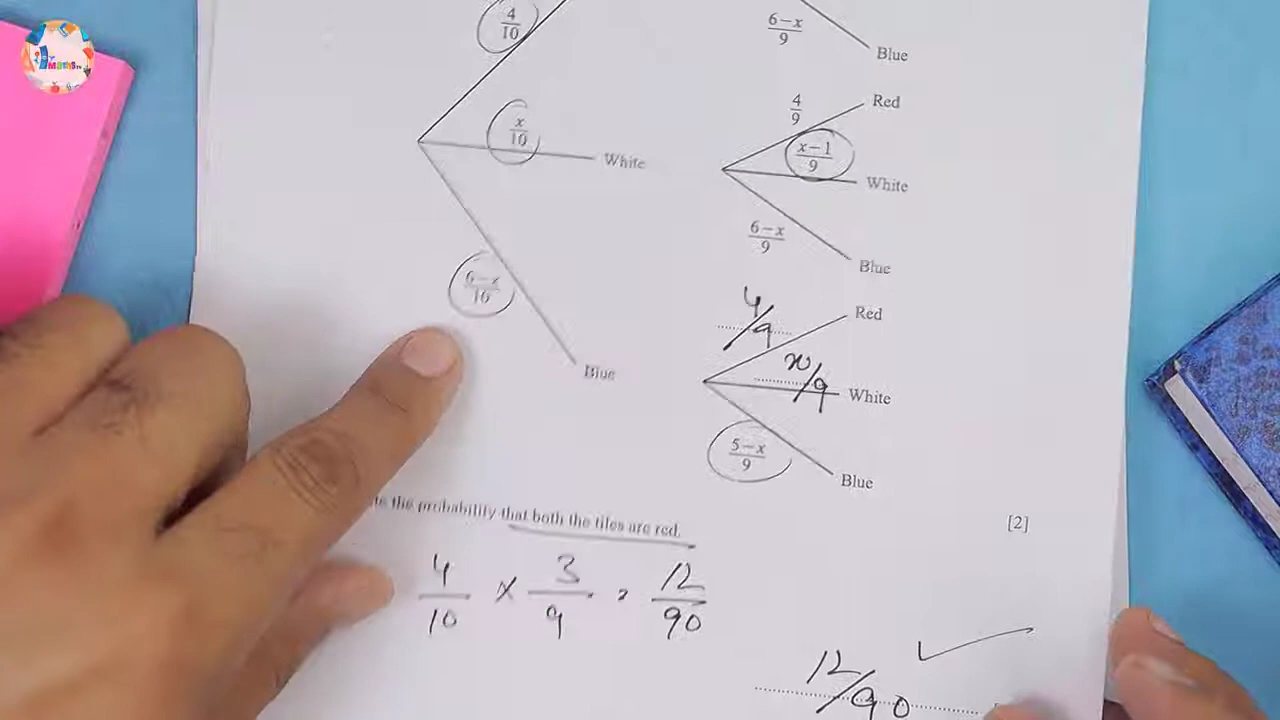 MATHS
4/10
6−x/9
Blue
4/9
Red
x/10
White
x−1/9
White
6−x/9
Blue
6−x/10
Blue
4/9
Red
x/9
White
5−x/9
Blue
the probability that both the tiles are red.
[2]
4/10 × 3/9 = 12/90
12/90